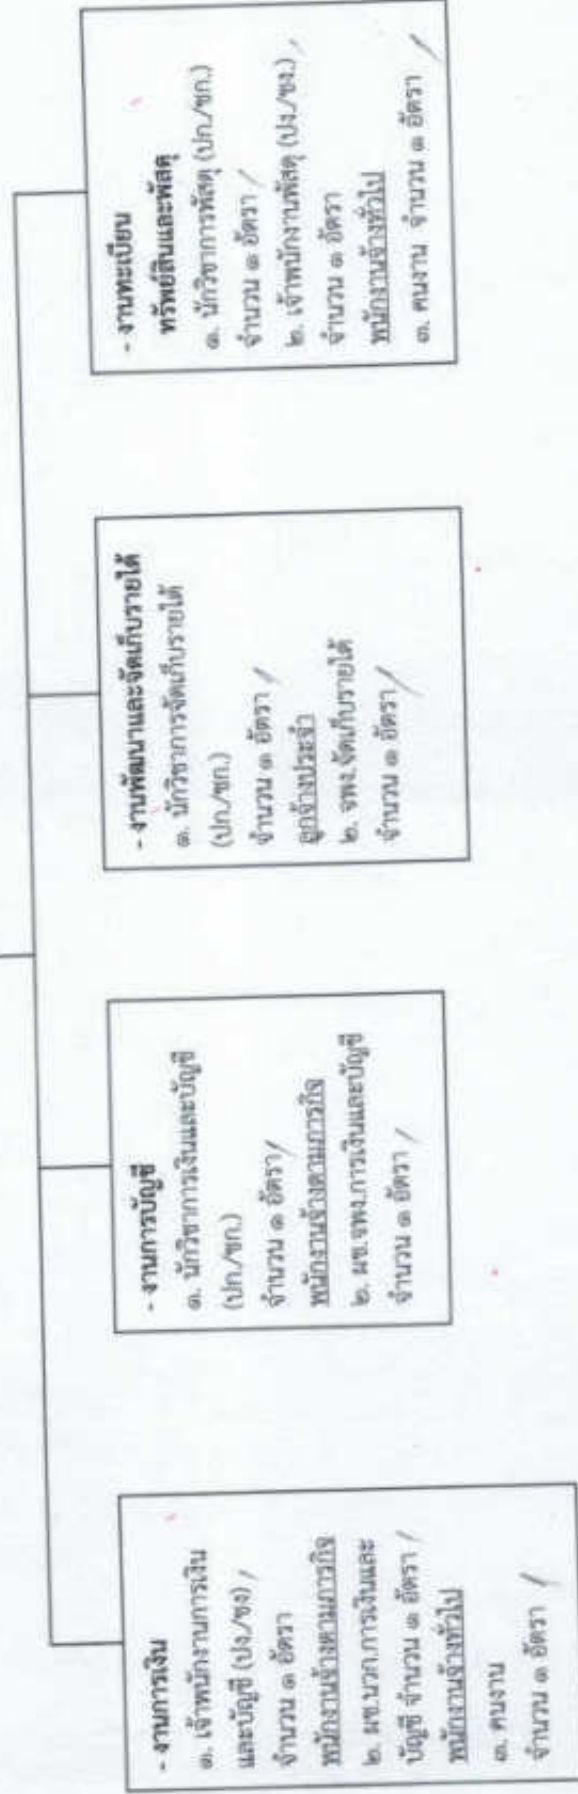 - งานการเงิน
๑. เจ้าพนักงานการเงิน
และบัญชี (ปง/ชง)
จำนวน ๑ อัตรา
พนักงานจ้างตามภารกิจ
๒. ผช.นวก.การเงินและ
บัญชี จำนวน ๑ อัตรา
พนักงานจ้างทั่วไป
๓. คนงาน
จำนวน ๑ อัตรา
- งานการบัญชี
๑. นักวิชาการเงินและบัญชี
(ปก/ชก.)
จำนวน ๑ อัตรา
พนักงานจ้างตามภารกิจ
๒. ผช.จพง.การเงินและบัญชี
จำนวน ๑ อัตรา
- งานพัฒนาและจัดเก็บรายได้
๑. นักวิชาการจัดเก็บรายได้
(ปก/ชก.)
จำนวน ๑ อัตรา
ลูกจ้างประจำ
๒. จพง.จัดเก็บรายได้
จำนวน ๑ อัตรา
- งานทะเบียน
ทรัพย์สินและพัสดุ
๑. นักวิชาการพัสดุ (ปก./ชก.)
จำนวน ๑ อัตรา
๒. เจ้าพนักงานพัสดุ (ปง/ชง.)
จำนวน ๑ อัตรา
พนักงานจ้างทั่วไป
๓. คนงาน จำนวน ๑ อัตรา